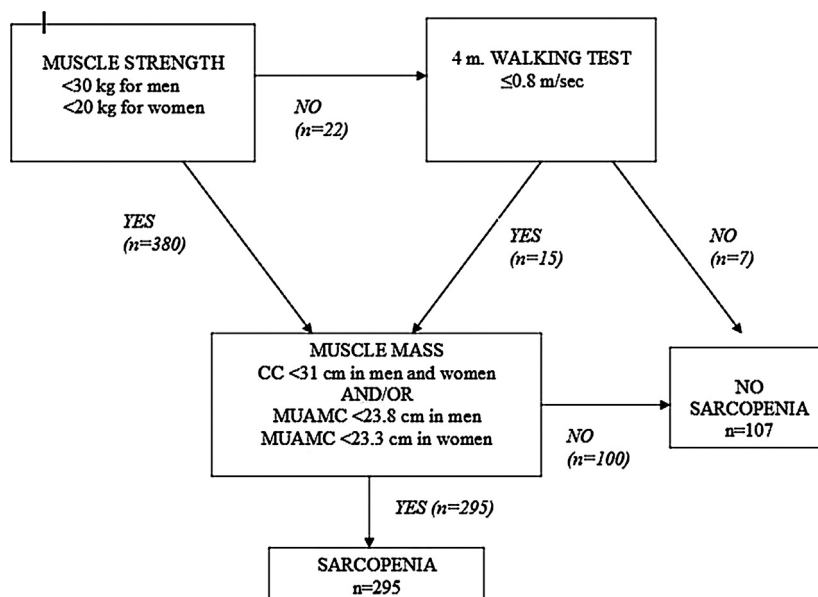 MUSCLE STRENGTH
<30 kg for men
<20 kg for women
NO
(n=22)
4 m. WALKING TEST
≤0.8 m/sec
YES
(n=380)
YES
(n=15)
NO
(n=7)
MUSCLE MASS
CC <31 cm in men and women
AND/OR
MUAMC <23.8 cm in men
MUAMC <23.3 cm in women
NO
(n=100)
NO
SARCOPENIA
n=107
YES (n=295)
SARCOPENIA
n=295